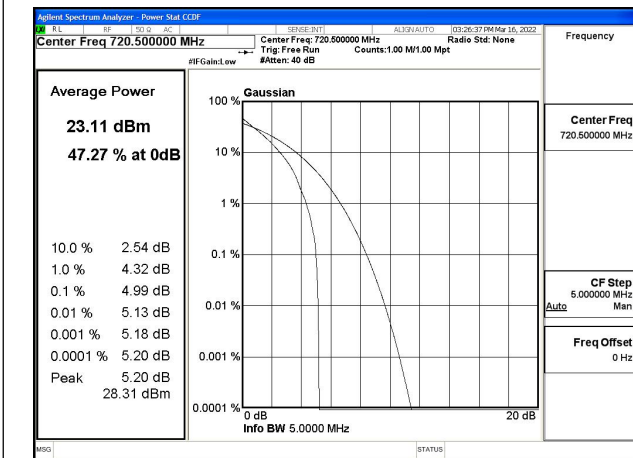 Agilent Spectrum Analyzer - Power Stat CCDF
RL RF 50 Ω AC SENSE:INT ALIGN AUTO 03:26:37 PM Mar 16, 2022
Center Freq 720.500000 MHz
Center Freq: 720.500000 MHz Radio Std: None
Trig: Free Run Counts:1.00 M/1.00 Mpt
#IFGain:Low #Atten: 40 dB
Frequency
Average Power
23.11 dBm
47.27 % at 0dB
10.0 % 2.54 dB
1.0 % 4.32 dB
0.1 % 4.99 dB
0.01 % 5.13 dB
0.001 % 5.18 dB
0.0001 % 5.20 dB
Peak 5.20 dB
28.31 dBm
Gaussian
100 %
10 %
1 %
0.1 %
0.01 %
0.001 %
0.0001 %
0 dB 20 dB
Info BW 5.0000 MHz
Center Freq
720.500000 MHz
CF Step
5.000000 MHz
Auto Man
Freq Offset
0 Hz
MSG STATUS